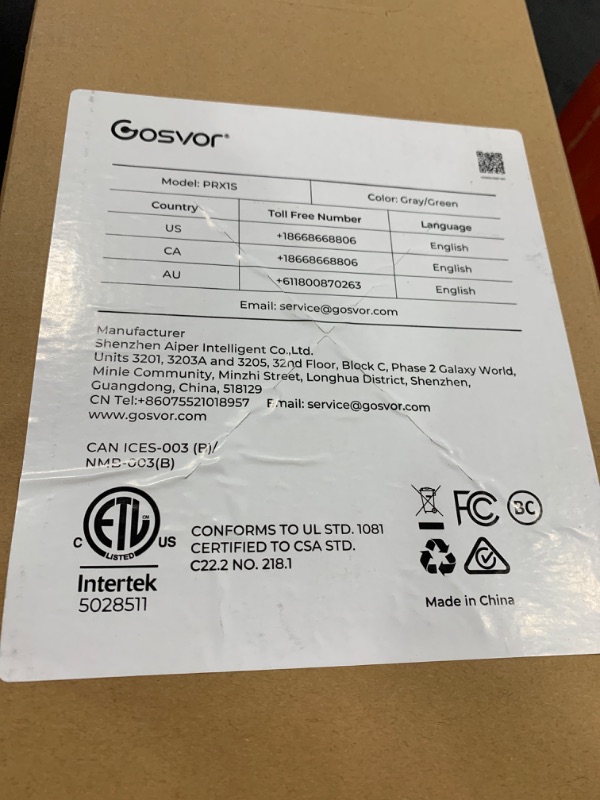 Gosvor®
Model: PRX1S Color: Gray/Green
Country Toll Free Number Language
US +18668668806 English
CA +18668668806 English
AU +611800870263 English
Email: service@gosvor.com
Manufacturer
Shenzhen Aiper Intelligent Co.,Ltd.
Units 3201, 3203A and 3205, 32nd Floor, Block C, Phase 2 Galaxy World,
Minle Community, Minzhi Street, Longhua District, Shenzhen,
Guangdong, China, 518129
CN Tel:+8607552101​8957 Email: service@gosvor.com
www.gosvor.com
CAN ICES-003 (B)/
NMB-003(B)
C ETL CM US
LISTED
Intertek
5028511
CONFORMS TO UL STD. 1081
CERTIFIED TO CSA STD.
C22.2 NO. 218.1
FC BC
Made in China